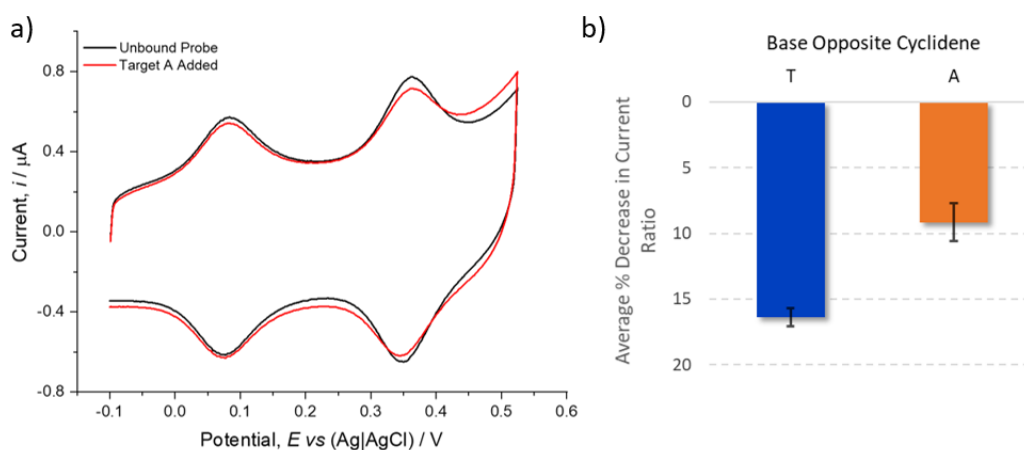 a)
Unbound Probe
Target A Added
Current, i / μA
0.8
0.4
0.0
-0.4
-0.8
-0.1 0.0 0.1 0.2 0.3 0.4 0.5 0.6
Potential, E vs (Ag|AgCl) / V
b)
Base Opposite Cyclidene
T A
Average % Decrease in Current
Ratio
0
5
10
15
20